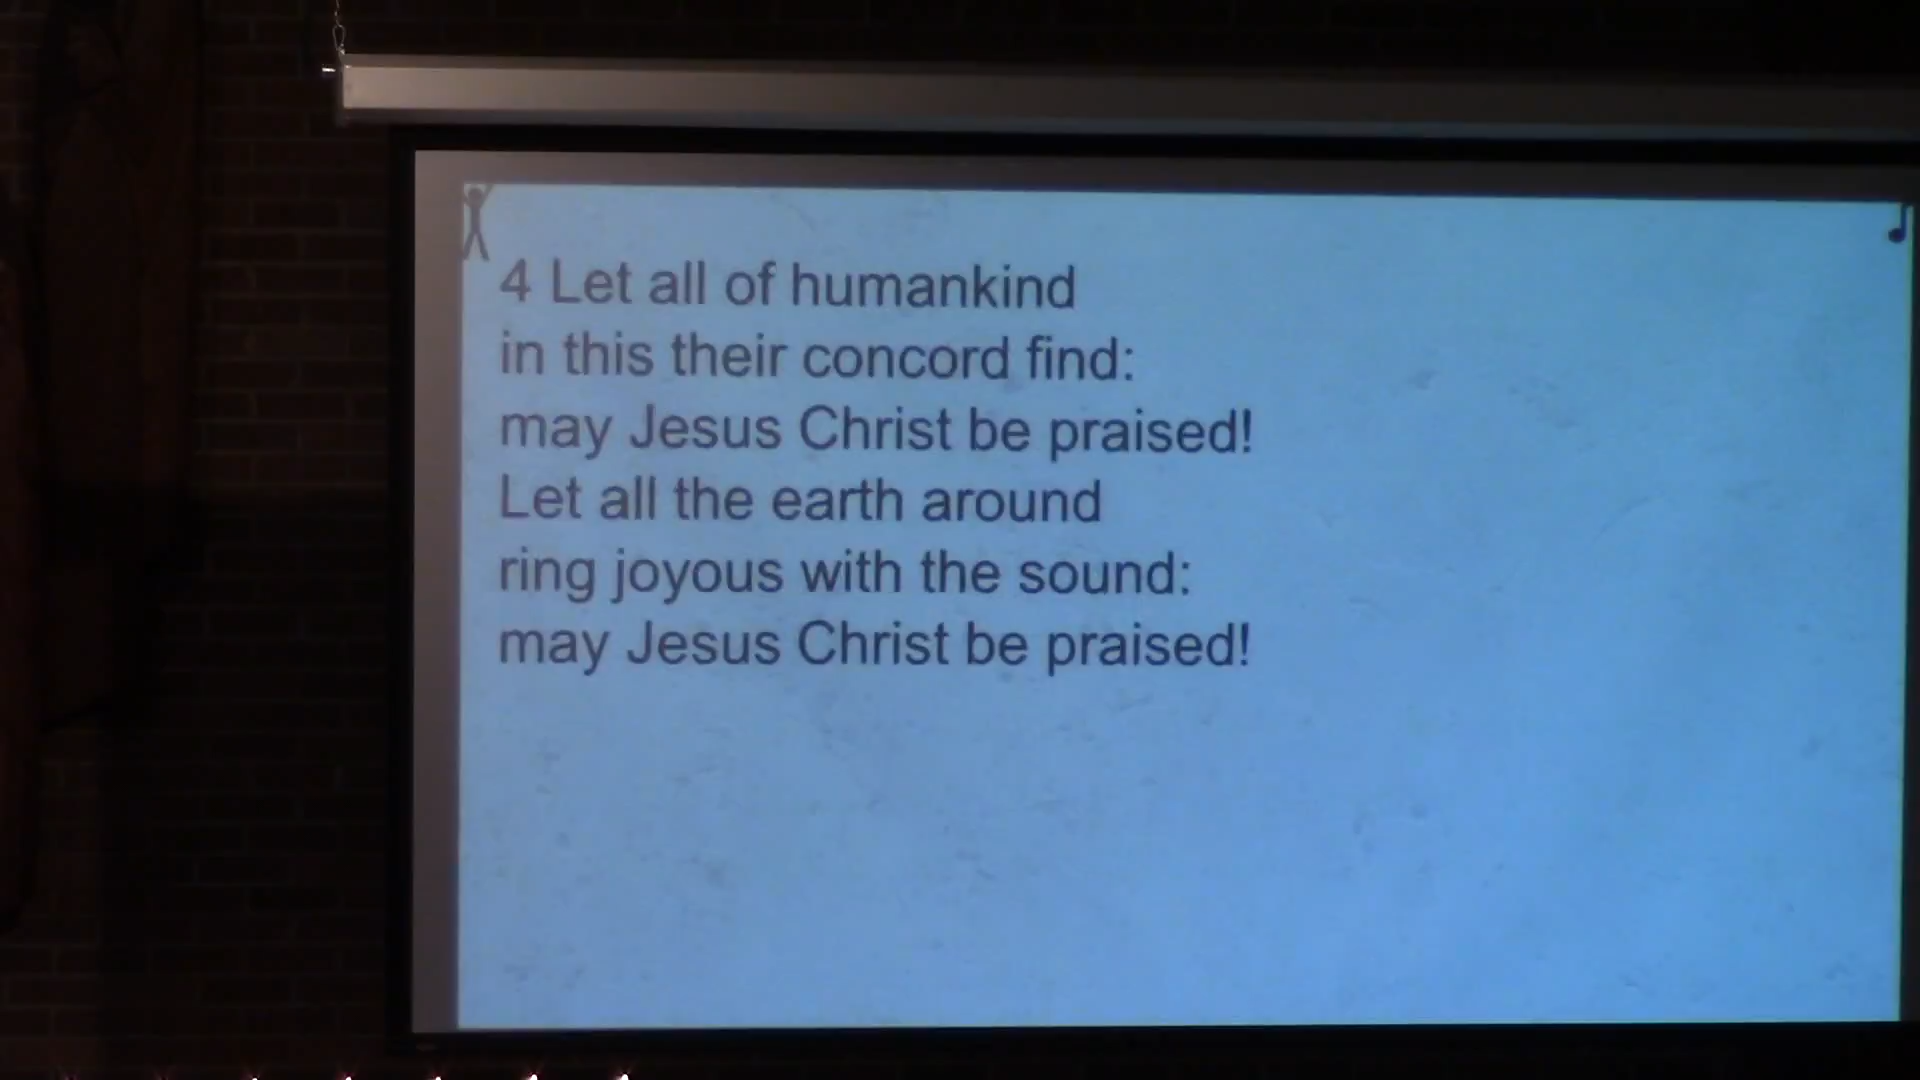 4 Let all of humankind
in this their concord find:
may Jesus Christ be praised!
Let all the earth around
ring joyous with the sound:
may Jesus Christ be praised!